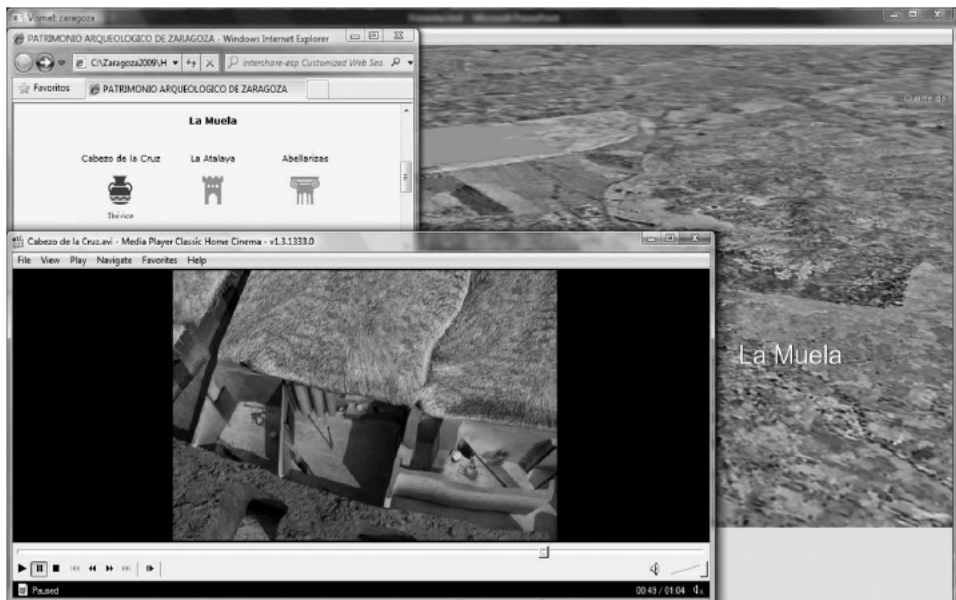 Vismat: zaragoza
PATRIMONIO ARQUEOLOGICO DE ZARAGOZA - Windows Internet Explorer
C:\Zaragoza2009\H
intershare-esp Customized Web Sea.
Favoritos
PATRIMONIO ARQUEOLOGICO DE ZARAGOZA
La Muela
Cabezo de la Cruz La Atalaya Abellarizas
Ibérico
Cabezo de la Cruz.avi - Media Player Classic Home Cinema - v1.3.1333.0
File View Play Navigate Favorites Help
La Muela
Paused
00:49 / 01:04